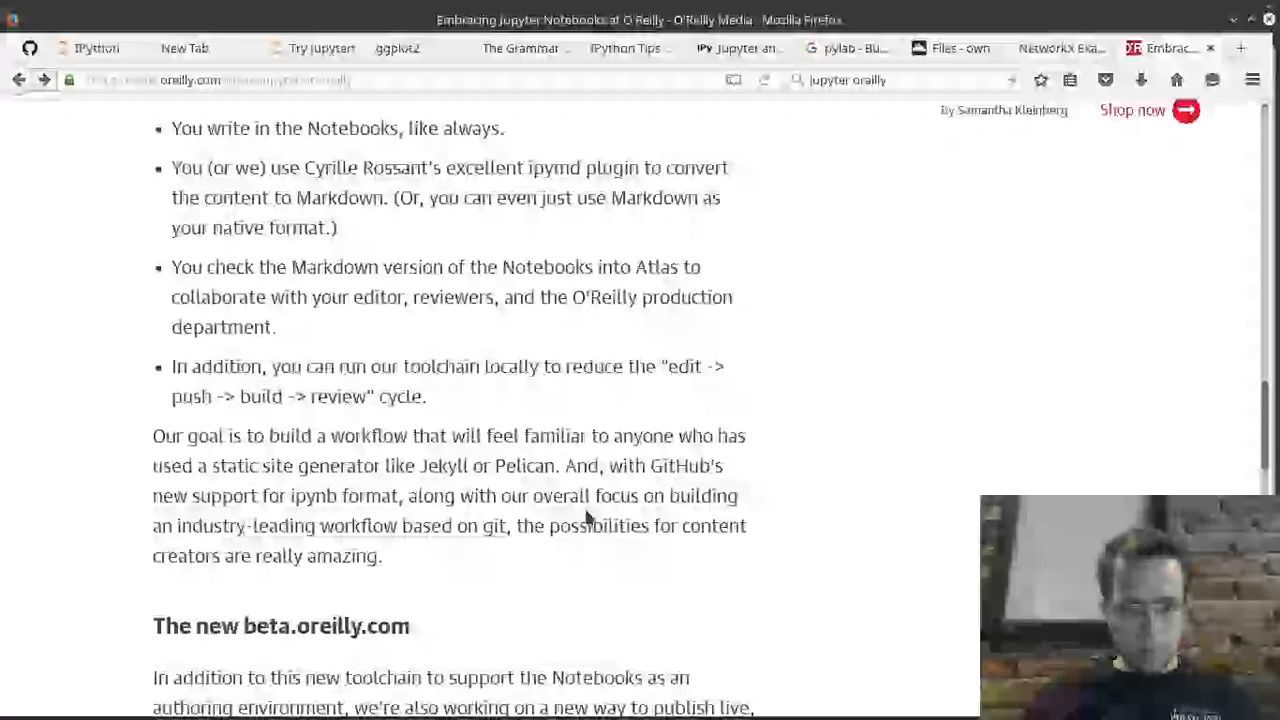 Embracing Jupyter Notebooks at O'Reilly - O'Reilly Media - Mozilla Firefox
IPython
New Tab
Try Jupyter!
ggplot2
The Grammar
IPython Tips
IPy Jupyter an
pylab - Bu
Files - own
NetworkX Exa
Embrac
oreilly.com
jupyter oreilly
By Samantha Kleinberg
Shop now
You write in the Notebooks, like always.
You (or we) use Cyrille Rossant's excellent ipymd plugin to convert
the content to Markdown. (Or, you can even just use Markdown as
your native format.)
You check the Markdown version of the Notebooks into Atlas to
collaborate with your editor, reviewers, and the O'Reilly production
department.
In addition, you can run our toolchain locally to reduce the "edit ->
push -> build -> review" cycle.
Our goal is to build a workflow that will feel familiar to anyone who has
used a static site generator like Jekyll or Pelican. And, with GitHub's
new support for ipynb format, along with our overall focus on building
an industry-leading workflow based on git, the possibilities for content
creators are really amazing.
The new beta.oreilly.com
In addition to this new toolchain to support the Notebooks as an
authoring environment, we're also working on a new way to publish live,